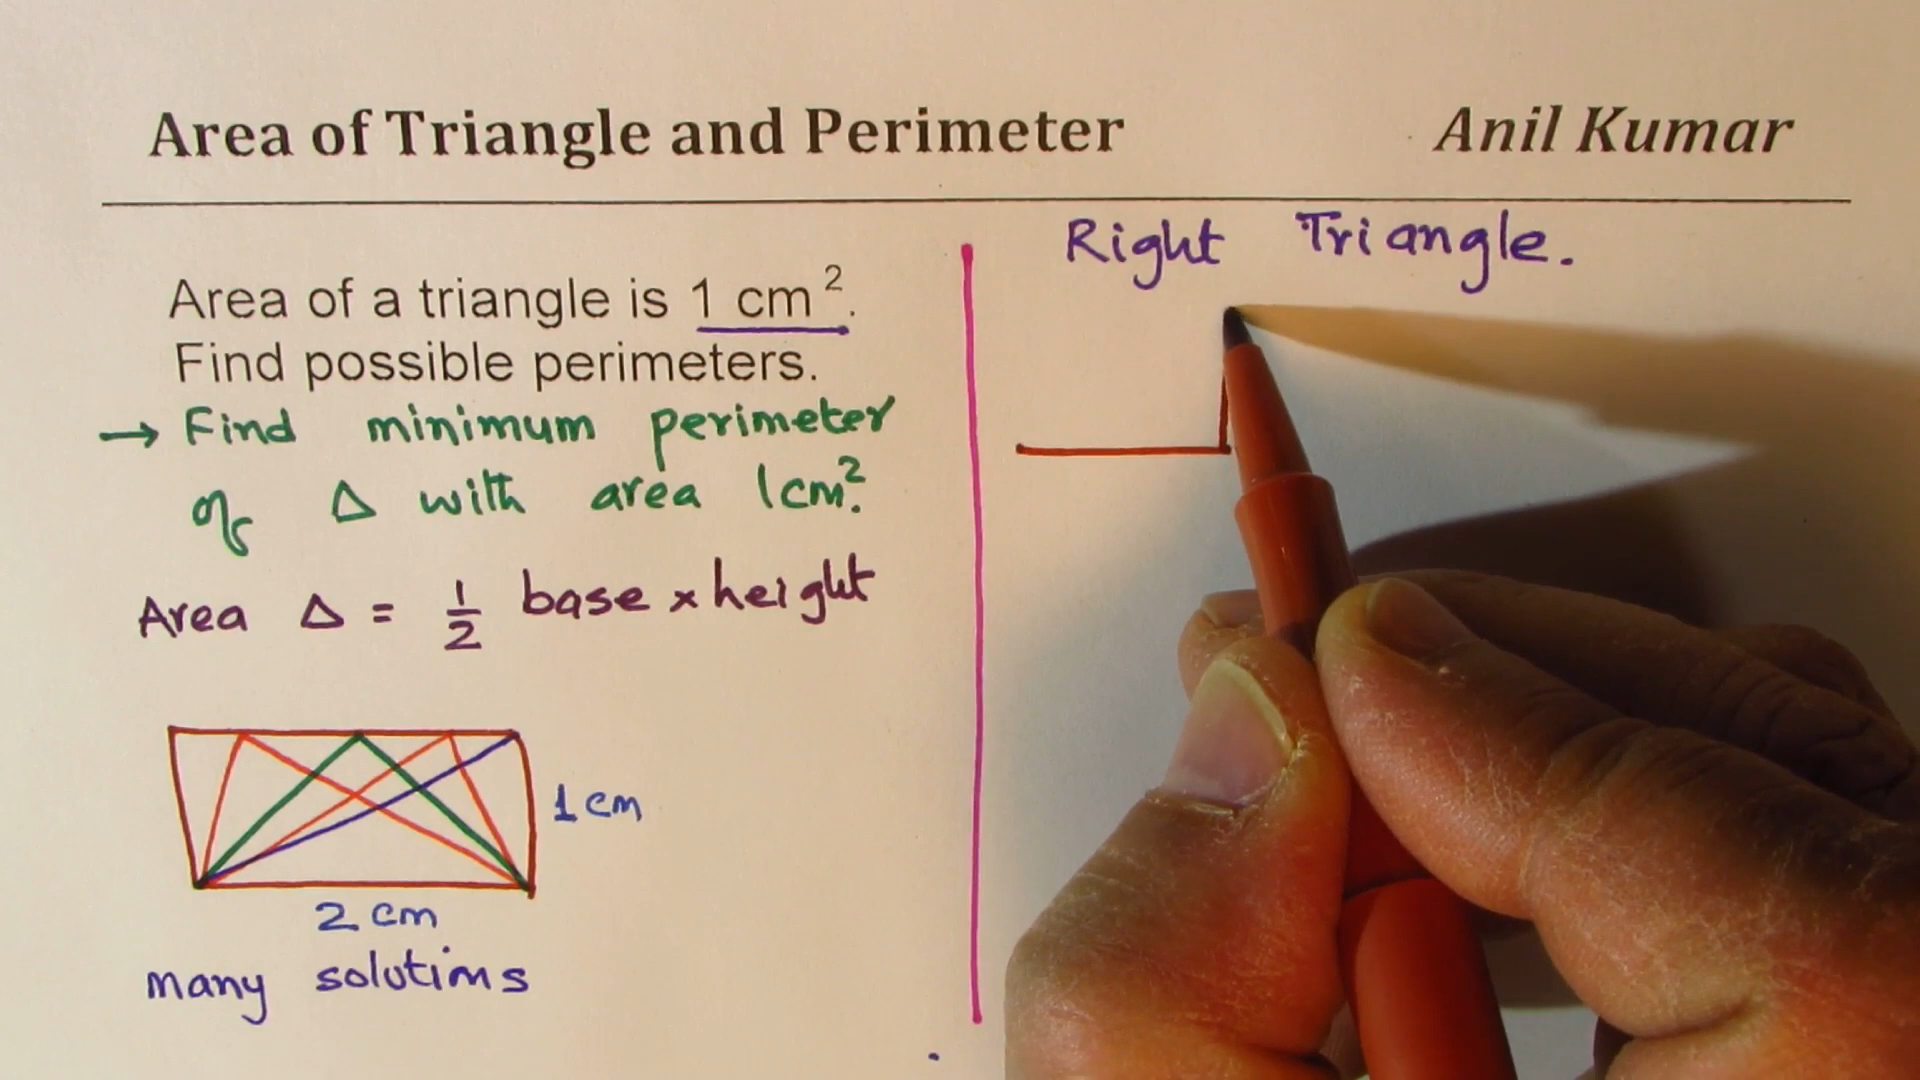 Area of Triangle and Perimeter
Anil Kumar
Area of a triangle is 1 cm².
Find possible perimeters.
→ Find minimum perimeter
of Δ with area 1cm².
Area Δ = 1/2 base × height
1 cm
2 cm
many solutions
Right Triangle.